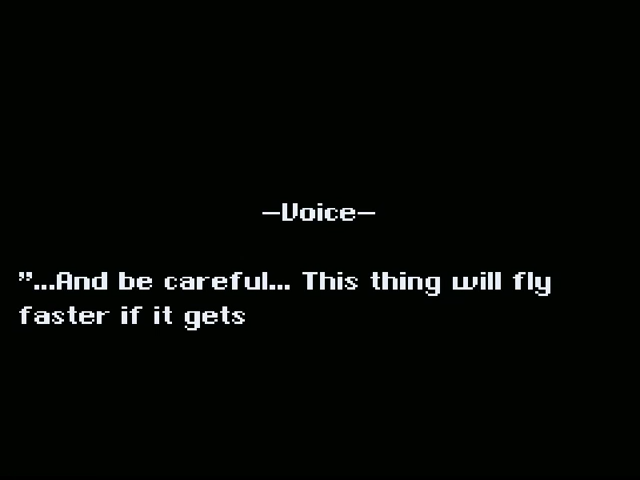 —Voice—
"...And be careful... This thing will fly
faster if it gets